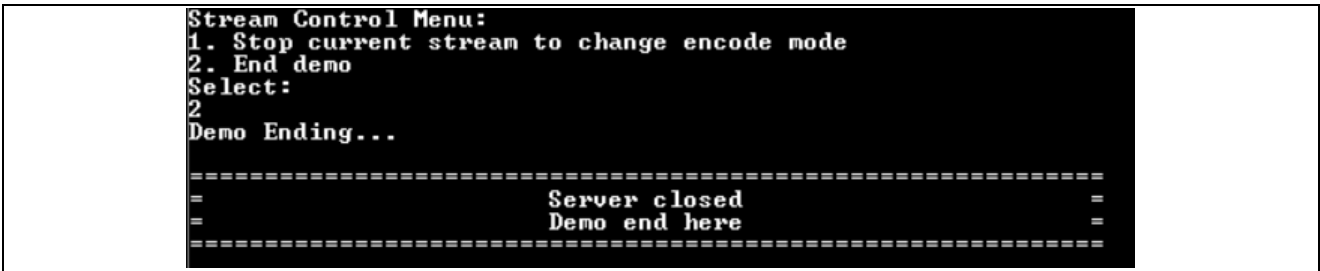 Stream Control Menu:
1. Stop current stream to change encode mode
2. End demo
Select:
2
Demo Ending...
=============================================================
= Server closed =
= Demo end here =
=============================================================